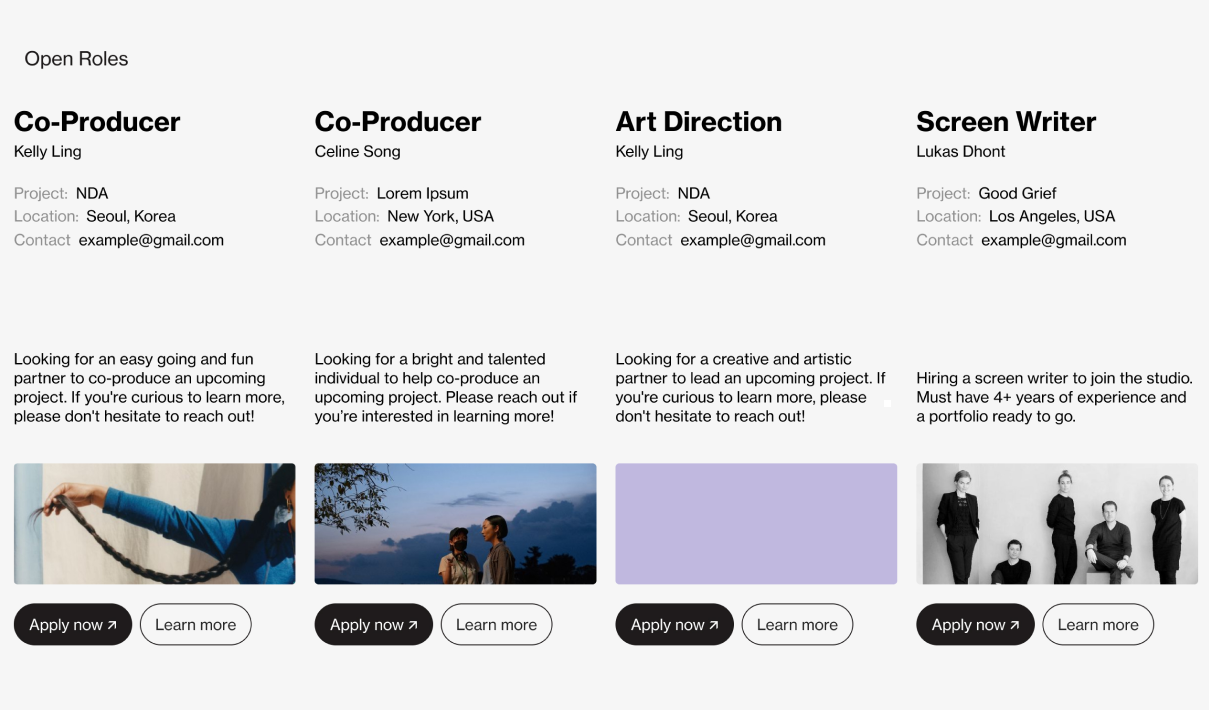 Open Roles
Co-Producer
Kelly Ling
Project: NDA
Location: Seoul, Korea
Contact example@gmail.com
Looking for an easy going and fun
partner to co-produce an upcoming
project. If you're curious to learn more,
please don't hesitate to reach out!
Apply now ↗
Learn more
Co-Producer
Celine Song
Project: Lorem Ipsum
Location: New York, USA
Contact example@gmail.com
Looking for a bright and talented
individual to help co-produce an
upcoming project. Please reach out if
you’re interested in learning more!
Apply now ↗
Learn more
Art Direction
Kelly Ling
Project: NDA
Location: Seoul, Korea
Contact example@gmail.com
Looking for a creative and artistic
partner to lead an upcoming project. If
you're curious to learn more, please
don't hesitate to reach out!
Apply now ↗
Learn more
Screen Writer
Lukas Dhont
Project: Good Grief
Location: Los Angeles, USA
Contact example@gmail.com
Hiring a screen writer to join the studio.
Must have 4+ years of experience and
a portfolio ready to go.
Apply now ↗
Learn more